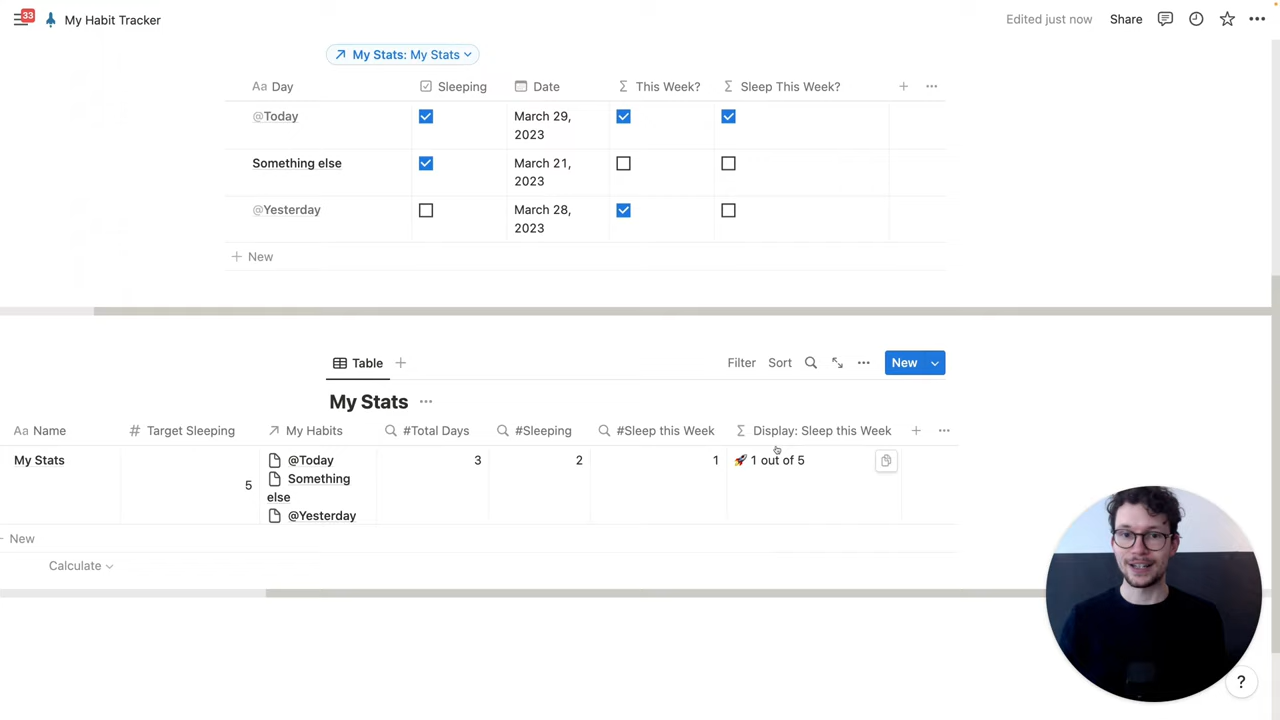 33
My Habit Tracker
Edited just now
Share
My Stats: My Stats
Aa Day
Sleeping
Date
Σ This Week?
Σ Sleep This Week?
@Today
March 29,
2023
Something else
March 21,
2023
@Yesterday
March 28,
2023
+ New
Table
Filter
Sort
New
My Stats
Aa Name
# Target Sleeping
My Habits
#Total Days
#Sleeping
#Sleep this Week
Σ Display: Sleep this Week
My Stats
5
@Today
Something
else
@Yesterday
3
2
1
🚀 1 out of 5
New
Calculate
?